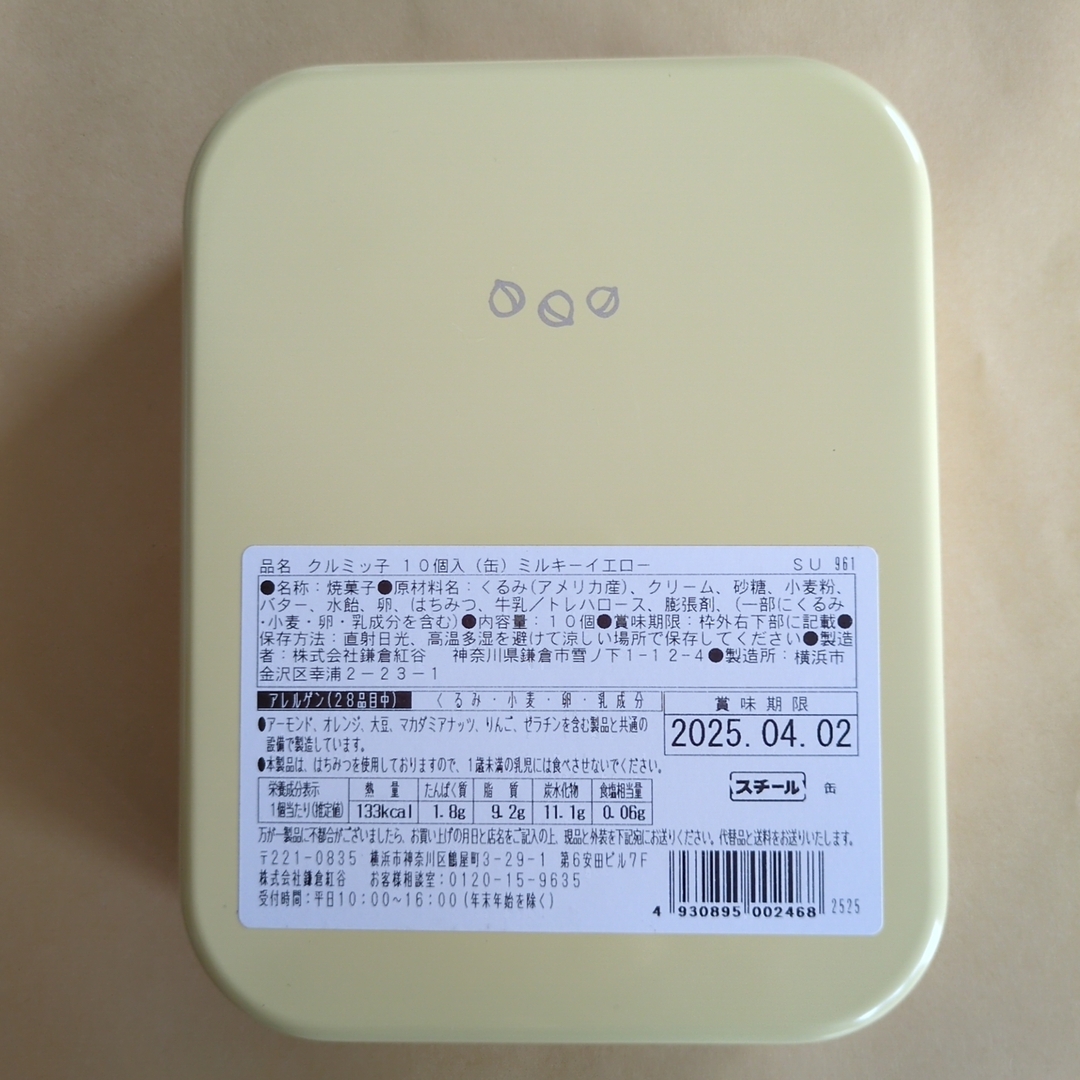 品名 クルミッ子 10個入(缶)ミルキーイエロー SU 961
●名称:焼菓子●原材料名:くるみ(アメリカ産)、クリーム、砂糖、小麦粉、
バター、水飴、卵、はちみつ、牛乳/トレハロース、膨張剤、(一部にくるみ
・小麦・卵・乳成分を含む)●内容量:10個●賞味期限:枠外右下部に記載●
保存方法:直射日光、高温多湿を避けて涼しい場所で保存してください●製造
者:株式会社鎌倉紅谷 神奈川県鎌倉市雪ノ下1-12-4●製造所:横浜市
金沢区幸浦2-23-1
アレルゲン(28品目中) くるみ・小麦・卵・乳成分
●アーモンド、オレンジ、大豆、マカダミアナッツ、りんご、ゼラチンを含む製品と共通の
設備で製造しています。
●本製品は、はちみつを使用しておりますので、1歳未満の乳児には食べさせないでください。
賞味期限
2025.04.02
スチール 缶
栄養成分表示 熱量 たんぱく質 脂質 炭水化物 食塩相当量
1個当たり(推定値) 133kcal 1.8g 9.2g 11.1g 0.06g
万が一製品に不都合がございましたら、お買い上げの月日と店名をご記入の上、現品と外装を下記宛にお送りください。代替品と送料をお送りいたします。
〒221-0835 横浜市神奈川区鶴屋町3-29-1 第6安田ビル7F
株式会社鎌倉紅谷 お客様相談室:0120-15-9635
受付時間:平日10:00～16:00(年末年始を除く)
4 930895 002468 2525